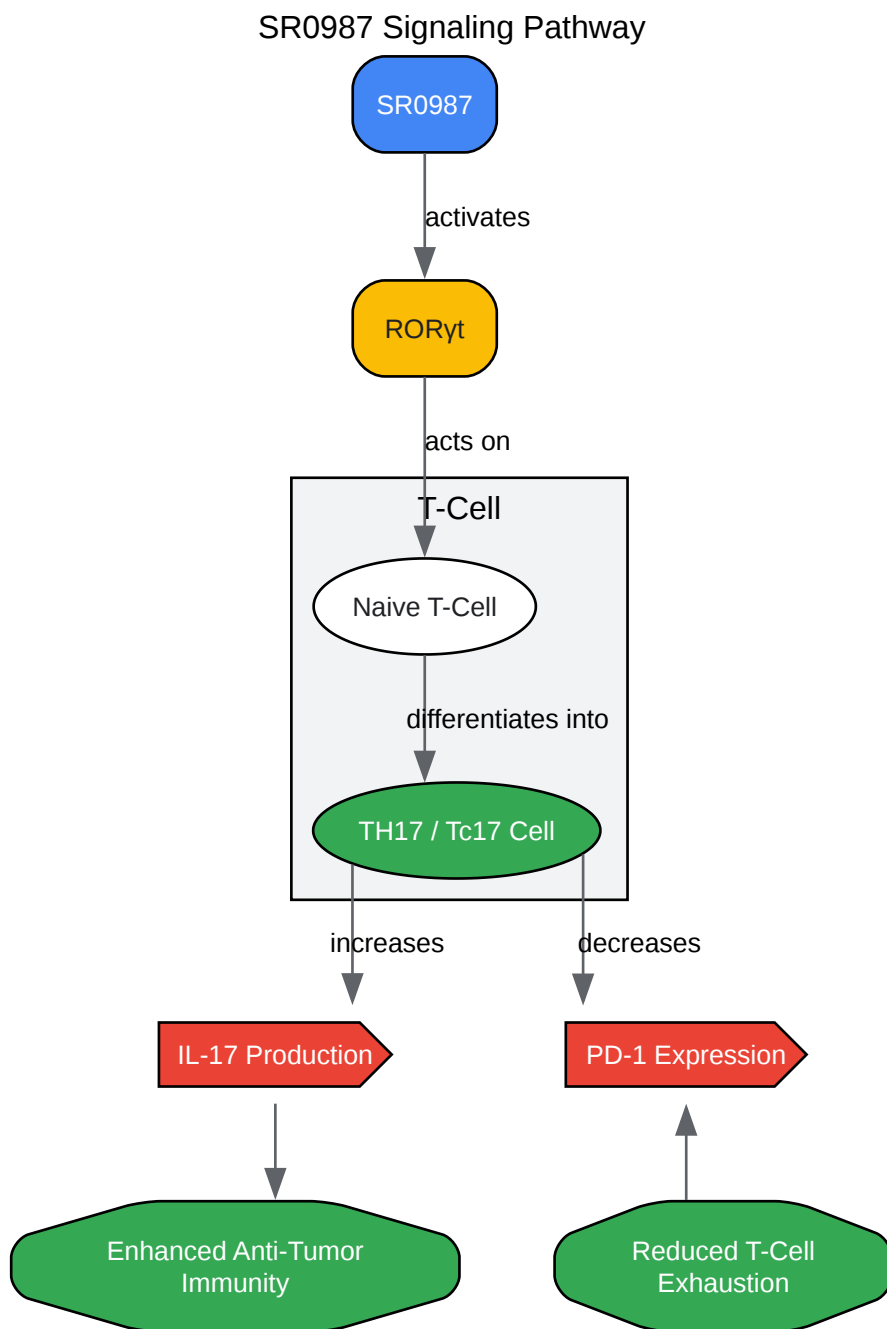 SR0987 Signaling Pathway
SR0987
activates
RORγt
acts on
T-Cell
Naive T-Cell
differentiates into
TH17 / Tc17 Cell
increases
decreases
IL-17 Production
PD-1 Expression
Enhanced Anti-Tumor
Immunity
Reduced T-Cell
Exhaustion